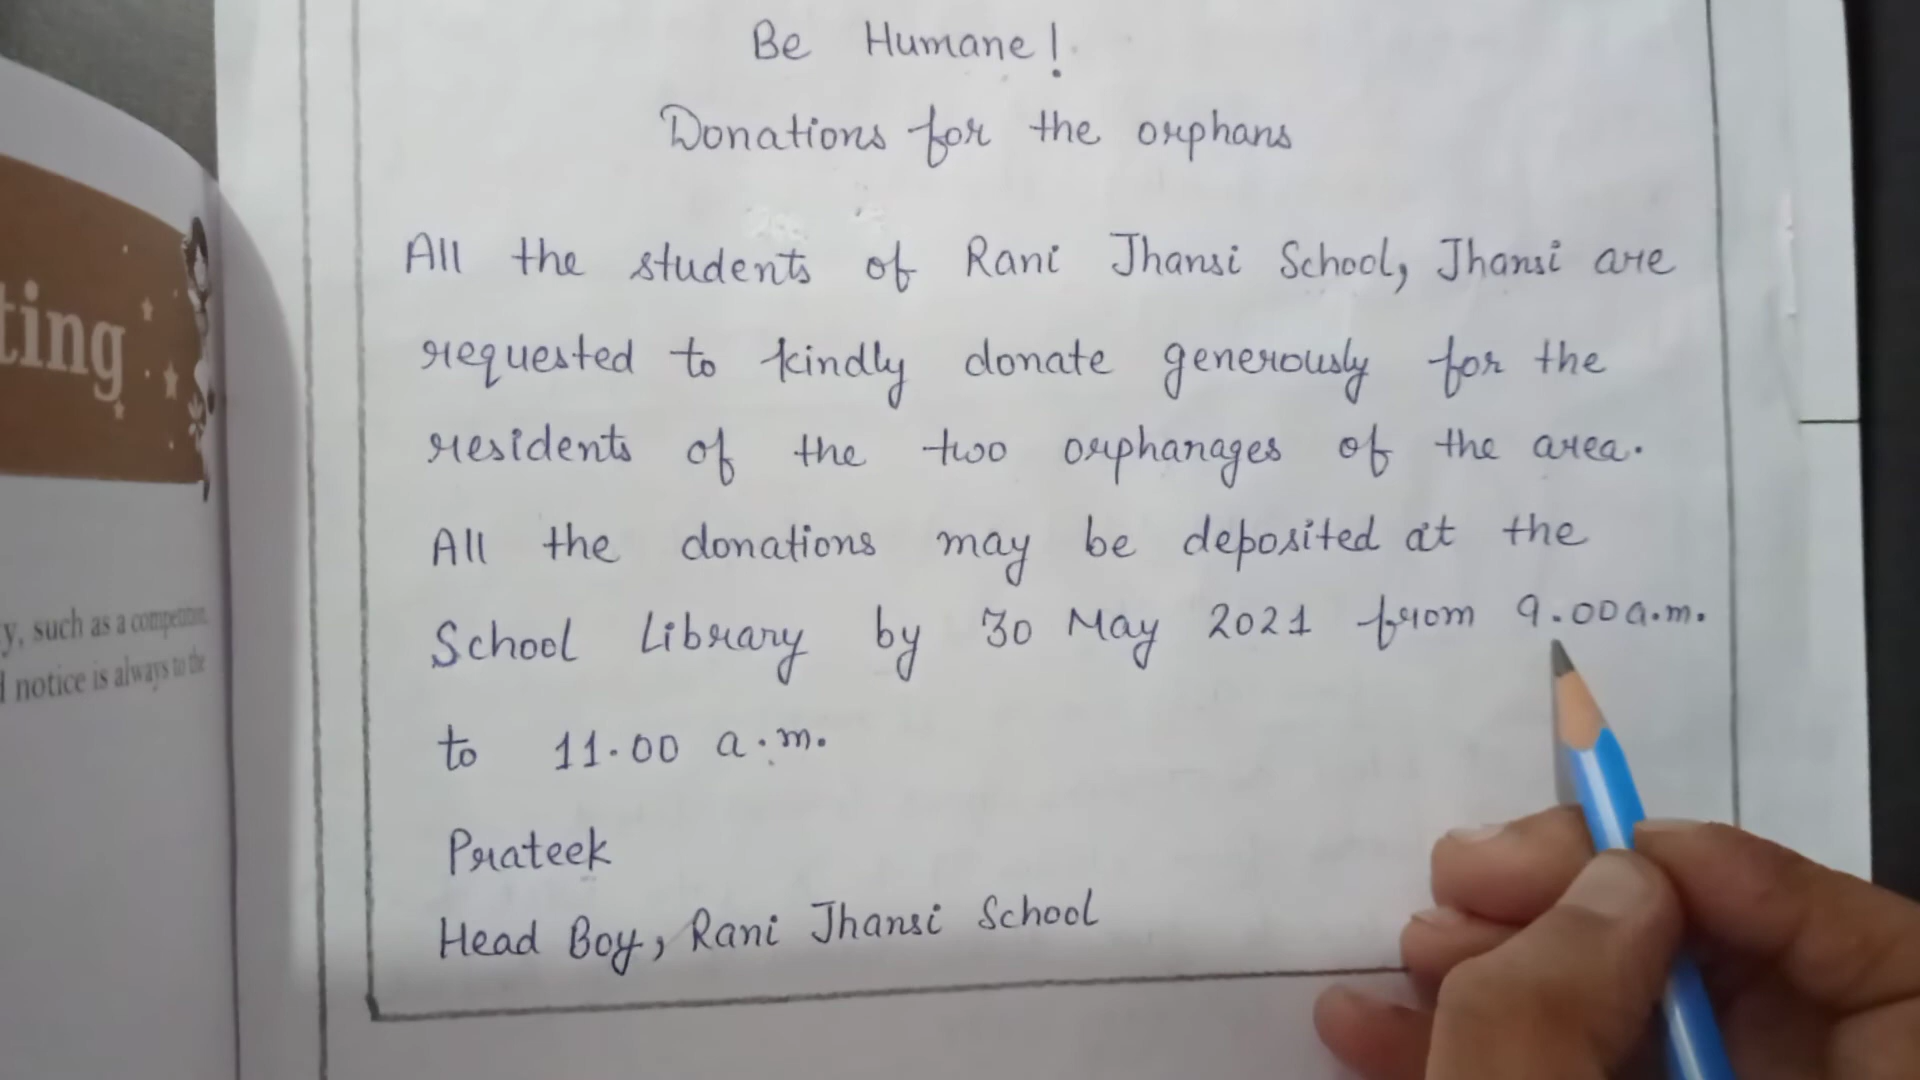 Be Humane!
Donations for the orphans
All the students of Rani Jhansi School, Jhansi are
requested to kindly donate generously for the
residents of the two orphanages of the area.
All the donations may be deposited at the
School Library by 30 May 2021 from 9.00a.m.
to 11.00 a.m.
Prateek
Head Boy, Rani Jhansi School
ting
y, such as a competition
notice is always to the